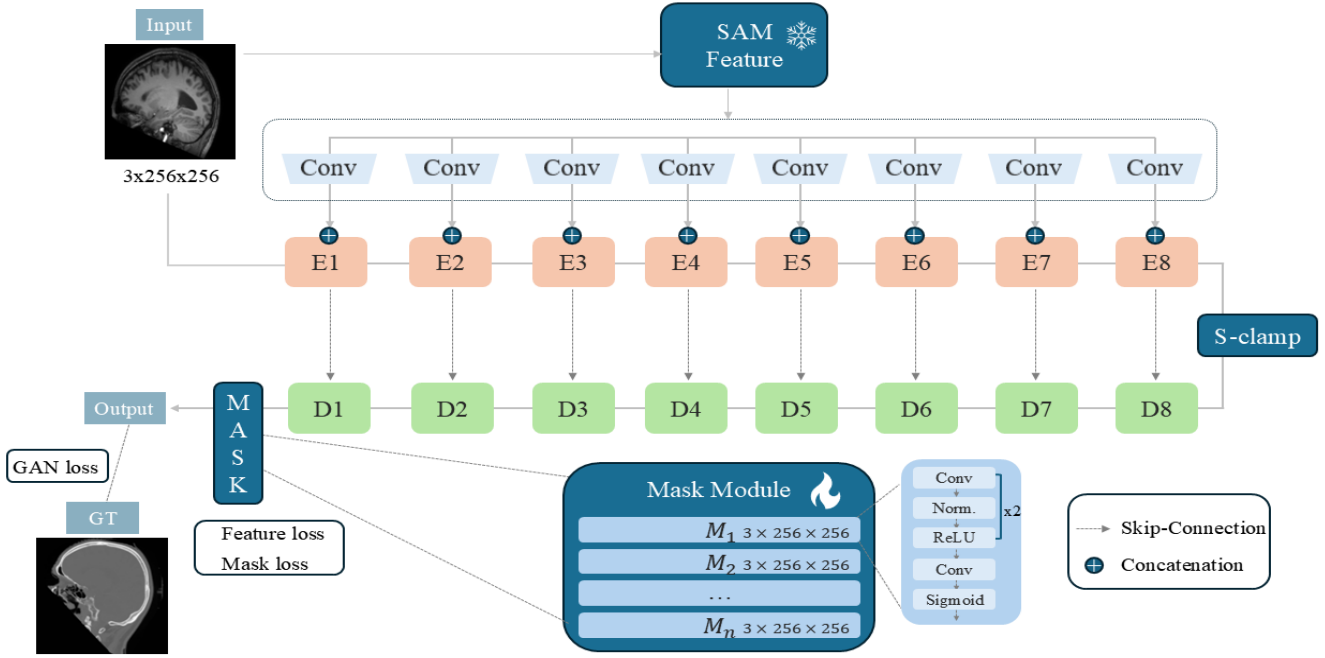 Input
SAM
Feature
3x256x256
Conv Conv Conv Conv Conv Conv Conv Conv
E1 E2 E3 E4 E5 E6 E7 E8
S-clamp
Output
M
A
S
K
D1 D2 D3 D4 D5 D6 D7 D8
GAN loss
GT
Feature loss
Mask loss
Mask Module
M₁ 3 × 256 × 256
M₂ 3 × 256 × 256
...
Mₙ 3 × 256 × 256
Conv
Norm.
x2
ReLU
Conv
Sigmoid
Skip-Connection
Concatenation